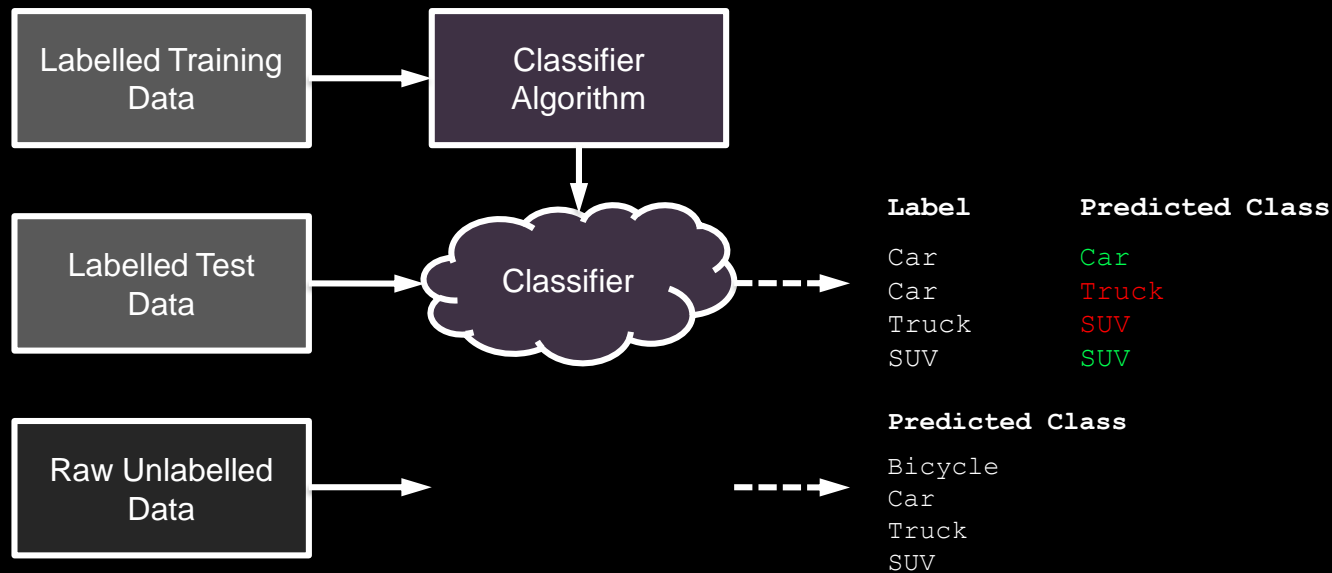 Labelled Training
Data
Classifier
Algorithm
Labelled Test
Data
Classifier
Label Predicted Class
Car Car
Car Truck
Truck SUV
SUV SUV
Raw Unlabelled
Data
Predicted Class
Bicycle
Car
Truck
SUV